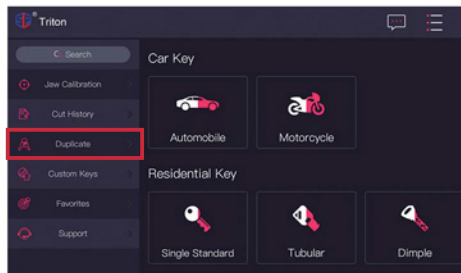 Triton
Search
Jaw Calibration
Cut History
Duplicate
Custom Keys
Favorites
Support
Car Key
Automobile
Motorcycle
Residential Key
Single Standard
Tubular
Dimple